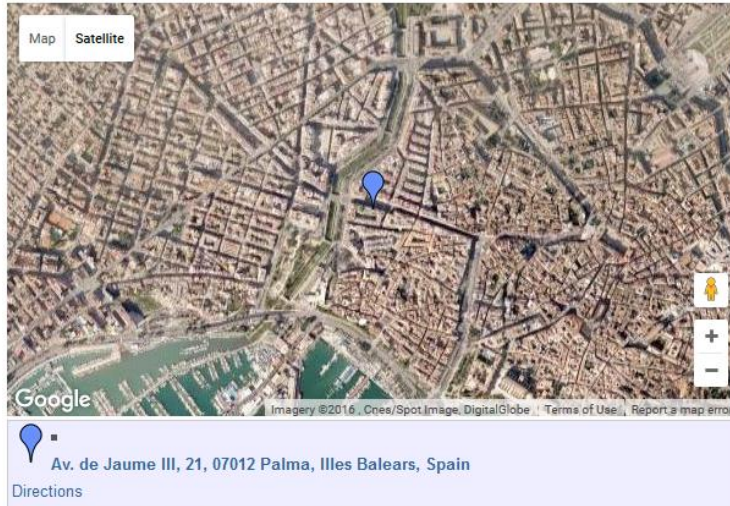 Map Satellite
Google
Imagery ©2016 , Cnes/Spot Image, DigitalGlobe Terms of Use Report a map error
Av. de Jaume III, 21, 07012 Palma, Illes Balears, Spain
Directions